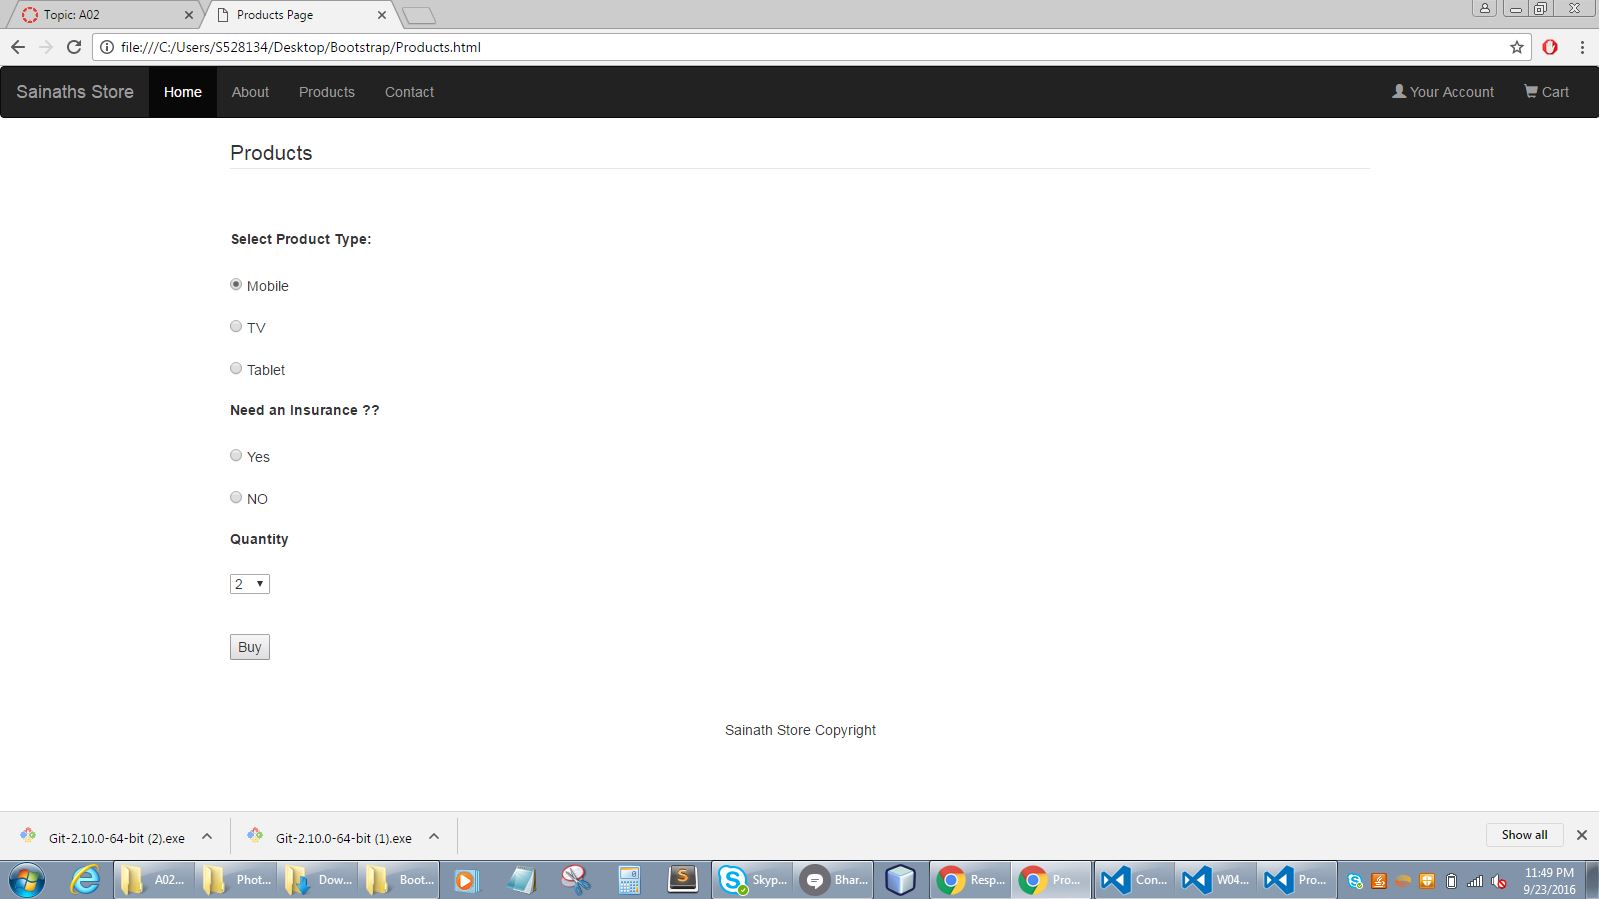 Topic: A02
Products Page
file:///C:/Users/S528134/Desktop/Bootstrap/Products.html
Sainaths Store Home About Products Contact Your Account Cart
Products
Select Product Type:
Mobile
TV
Tablet
Need an Insurance ??
Yes
NO
Quantity
2
Buy
Sainath Store Copyright
Git-2.10.0-64-bit (2).exe Git-2.10.0-64-bit (1).exe Show all
A02... Phot... Dow... Boot... Skyp... Bhar... Resp... Pro... Con... W04... Pro...
11:49 PM
9/23/2016